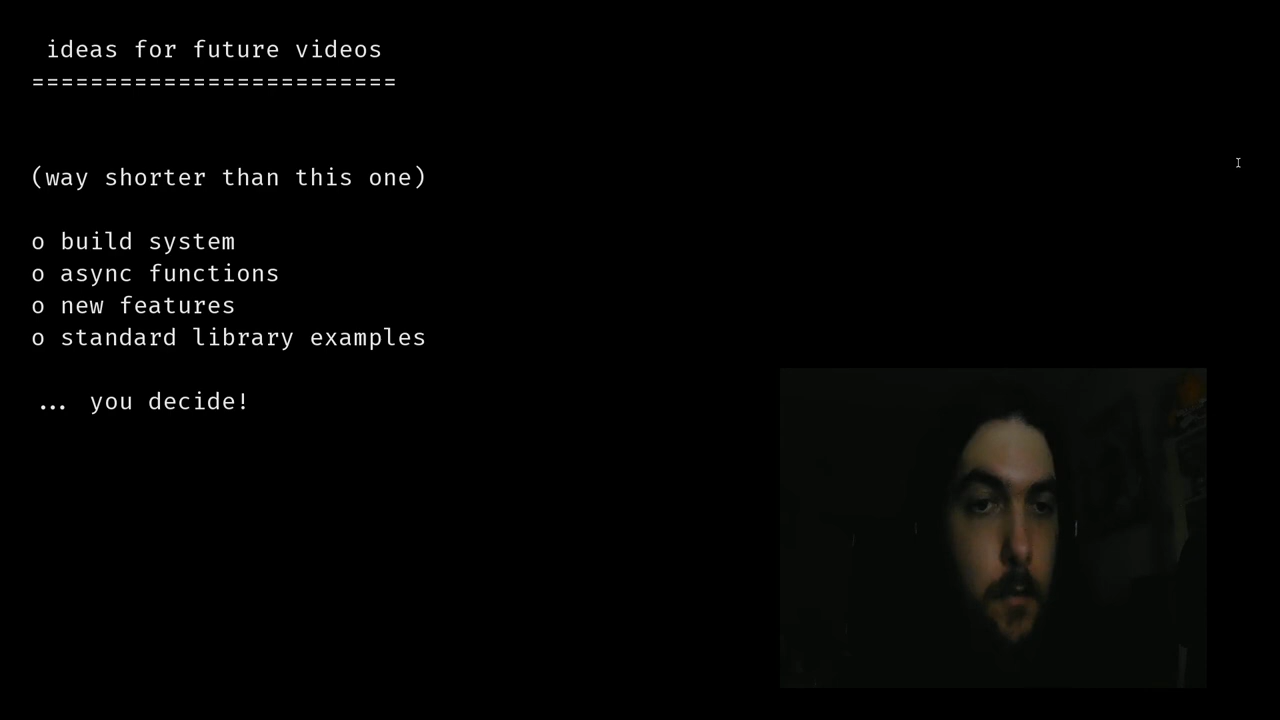 ideas for future videos
=========================
(way shorter than this one)
o build system
o async functions
o new features
o standard library examples
... you decide!